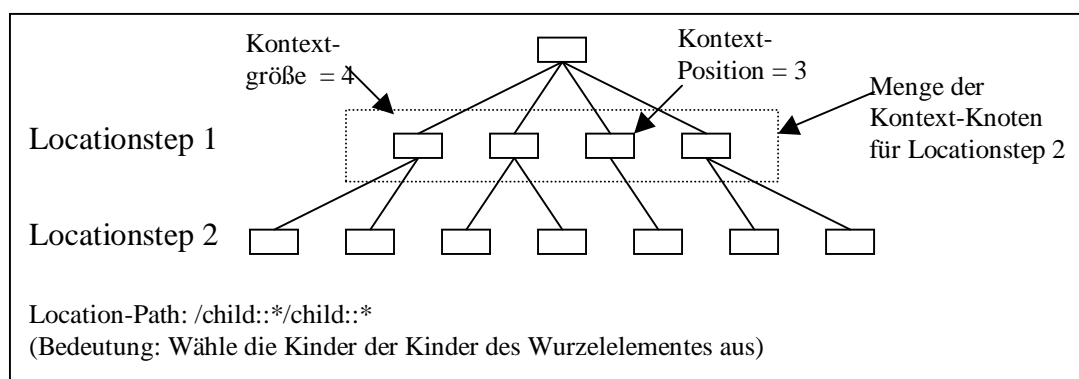 Kontext-
größe = 4
Kontext-
Position = 3
Menge der
Kontext-Knoten
für Locationstep 2
Locationstep 1
Locationstep 2
Location-Path: /child::*/child::*
(Bedeutung: Wähle die Kinder der Kinder des Wurzelelementes aus)